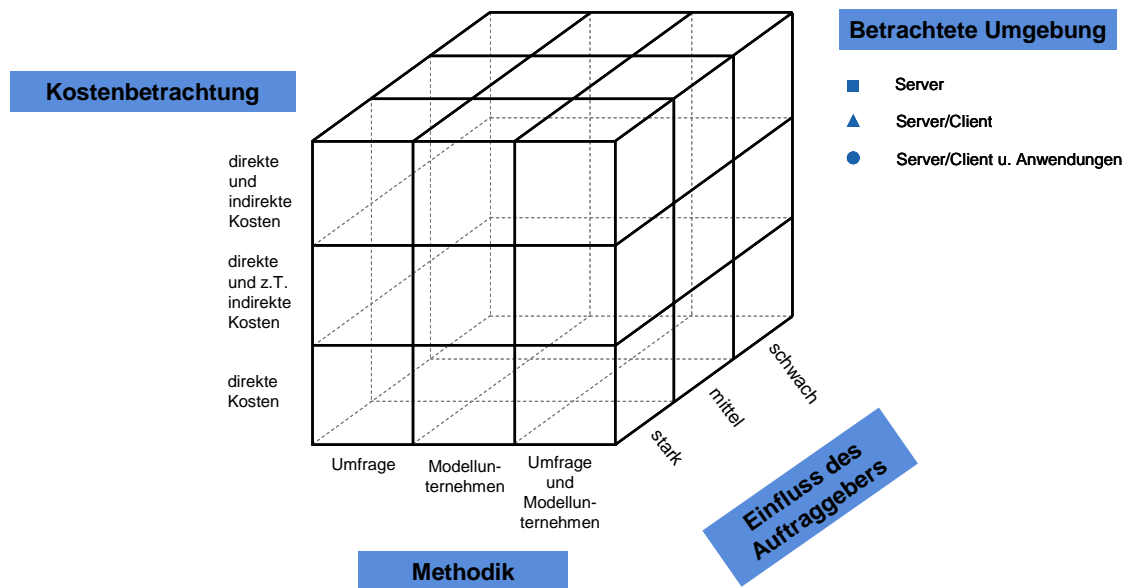 Betrachtete Umgebung
Server
Server/Client
Server/Client u. Anwendungen
Kostenbetrachtung
direkte
und
indirekte
Kosten
direkte
und z.T.
indirekte
Kosten
direkte
Kosten
Umfrage
Modellun-
ternehmen
Umfrage
und
Modellun-
ternehmen
stark
mittel
schwach
Einfluss des
Auftraggebers
Methodik